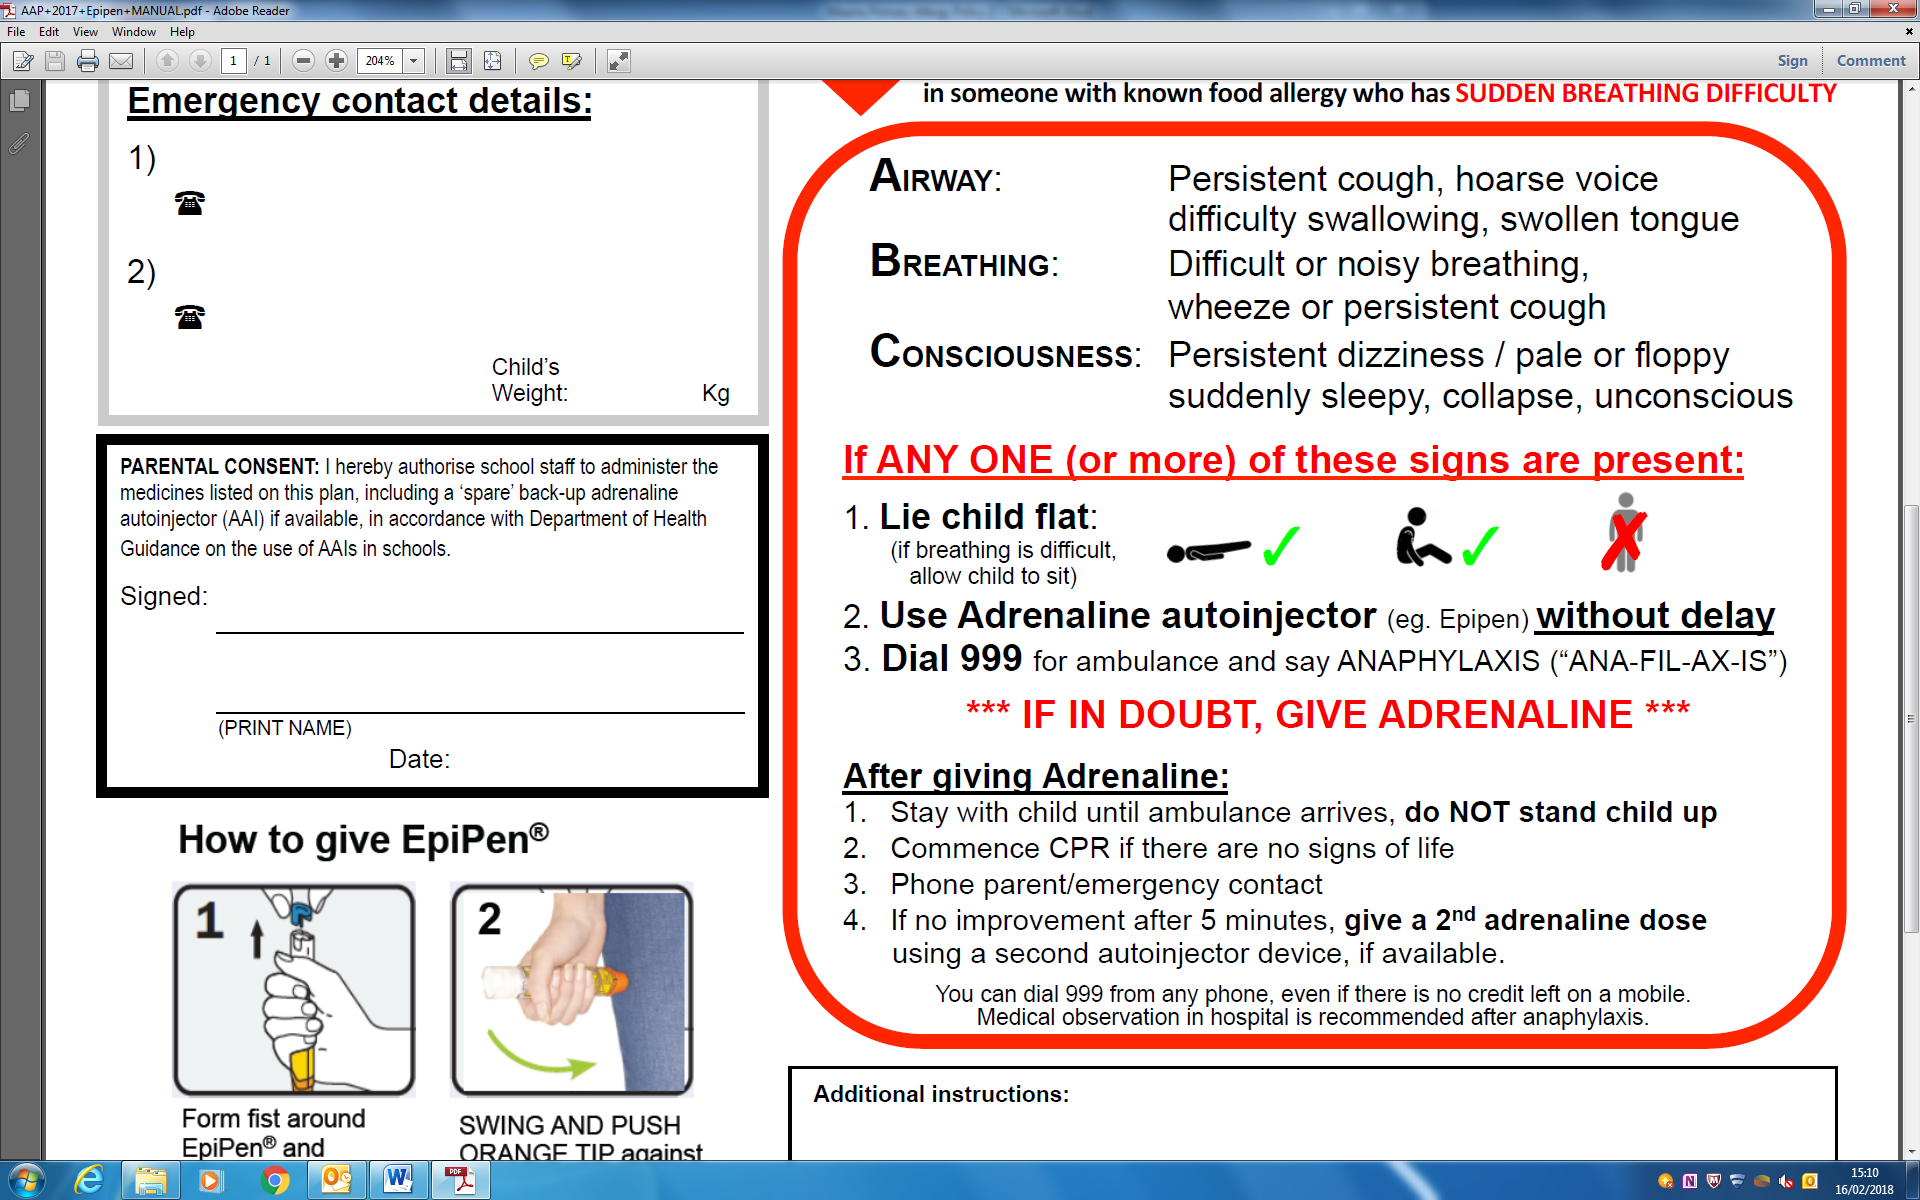 AAP+2017+Epipen+MANUAL.pdf - Adobe Reader
File Edit View Window Help
1 / 1 204% Sign Comment
Emergency contact details:
1)
☎
2)
☎
Child's
Weight: Kg
PARENTAL CONSENT: I hereby authorise school staff to administer the
medicines listed on this plan, including a 'spare' back-up adrenaline
autoinjector (AAI) if available, in accordance with Department of Health
Guidance on the use of AAIs in schools.
Signed:
(PRINT NAME)
Date:
How to give EpiPen®
1
Form fist around
EpiPen® and
2
SWING AND PUSH
ORANGE TIP against
in someone with known food allergy who has SUDDEN BREATHING DIFFICULTY
AIRWAY: Persistent cough, hoarse voice
difficulty swallowing, swollen tongue
BREATHING: Difficult or noisy breathing,
wheeze or persistent cough
CONSCIOUSNESS: Persistent dizziness / pale or floppy
suddenly sleepy, collapse, unconscious
If ANY ONE (or more) of these signs are present:
1. Lie child flat:
(if breathing is difficult,
allow child to sit)
2. Use Adrenaline autoinjector (eg. Epipen) without delay
3. Dial 999 for ambulance and say ANAPHYLAXIS ("ANA-FIL-AX-IS")
*** IF IN DOUBT, GIVE ADRENALINE ***
After giving Adrenaline:
1. Stay with child until ambulance arrives, do NOT stand child up
2. Commence CPR if there are no signs of life
3. Phone parent/emergency contact
4. If no improvement after 5 minutes, give a 2nd adrenaline dose
using a second autoinjector device, if available.
You can dial 999 from any phone, even if there is no credit left on a mobile.
Medical observation in hospital is recommended after anaphylaxis.
Additional instructions:
15:10
16/02/2018